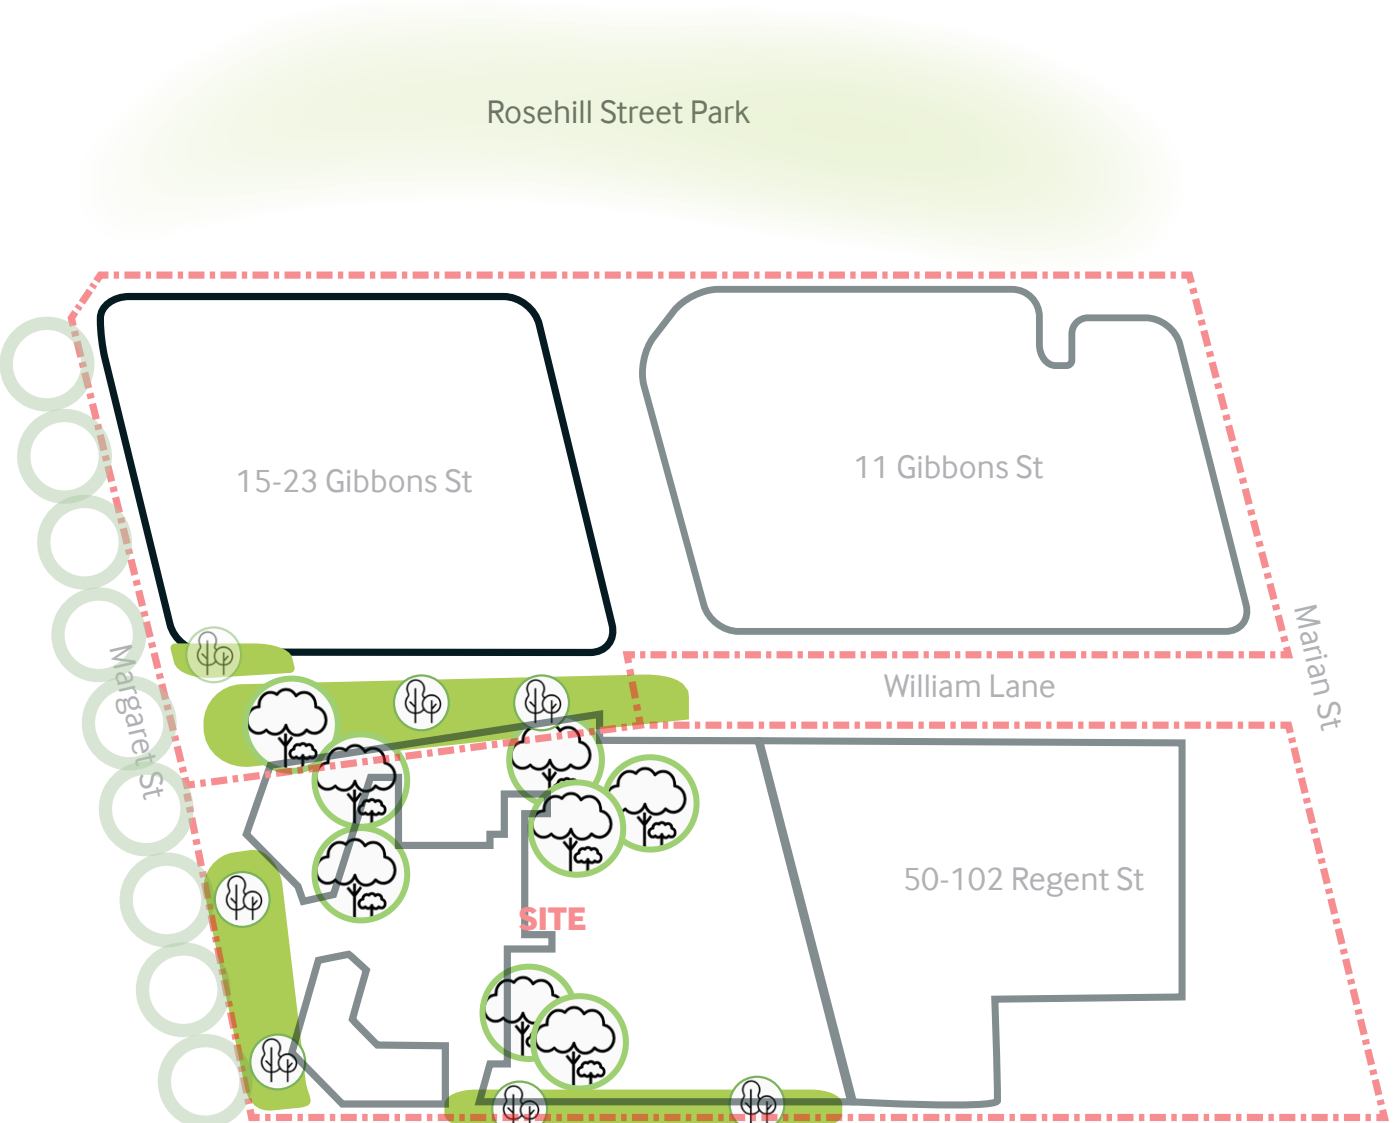 Rosehill Street Park
15-23 Gibbons St
11 Gibbons St
Margaret St
William Lane
Marian St
50-102 Regent St
SITE